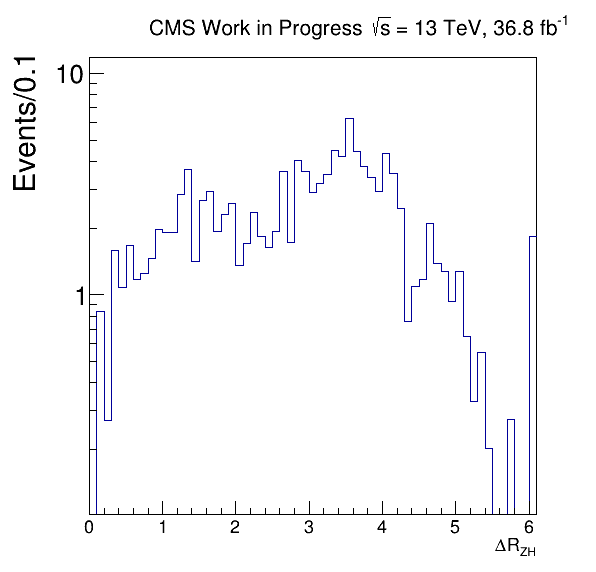 CMS Work in Progress √s = 13 TeV, 36.8 fb⁻¹
Events/0.1
10
1
0 1 2 3 4 5 6
ΔR_ZH